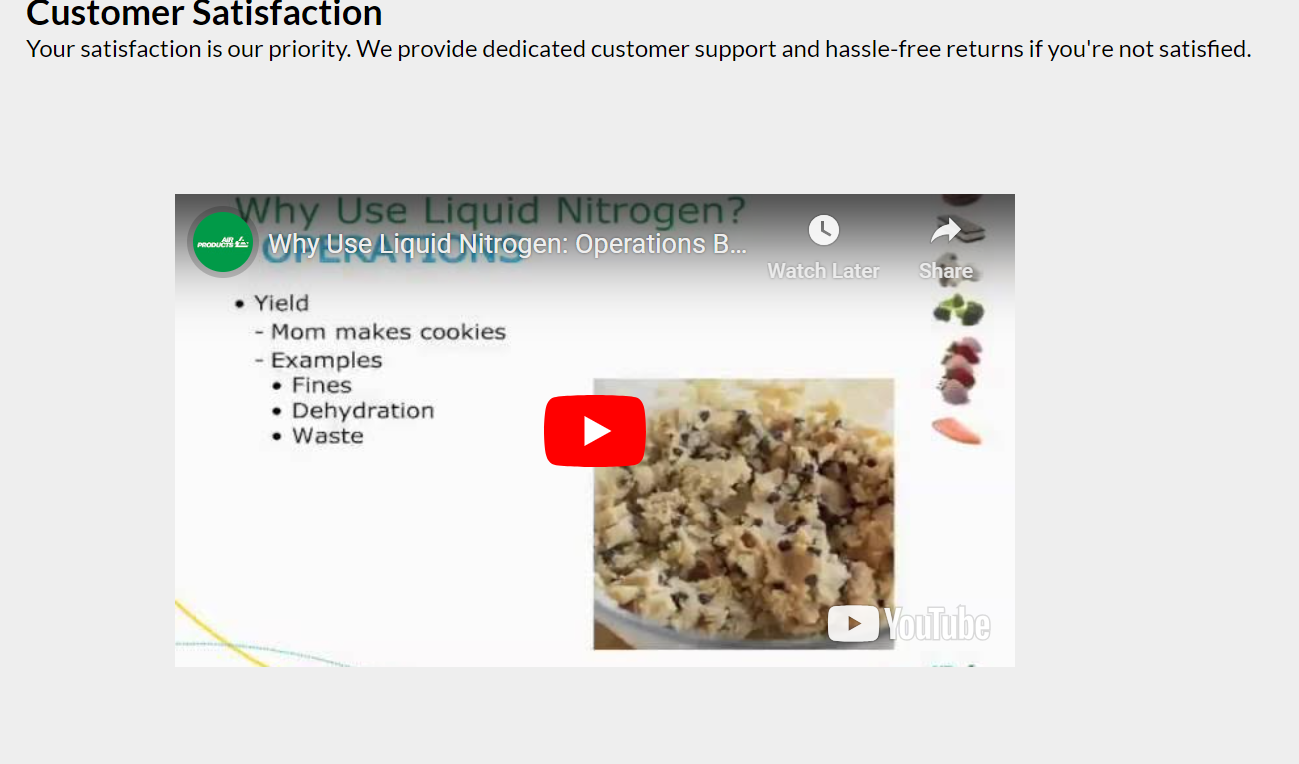 Customer Satisfaction
Your satisfaction is our priority. We provide dedicated customer support and hassle-free returns if you're not satisfied.
Why Use Liquid Nitrogen?
OPERATIONS
AIR
PRODUCTS
Why Use Liquid Nitrogen: Operations B...
Watch Later
Share
• Yield
- Mom makes cookies
- Examples
• Fines
• Dehydration
• Waste
YouTube